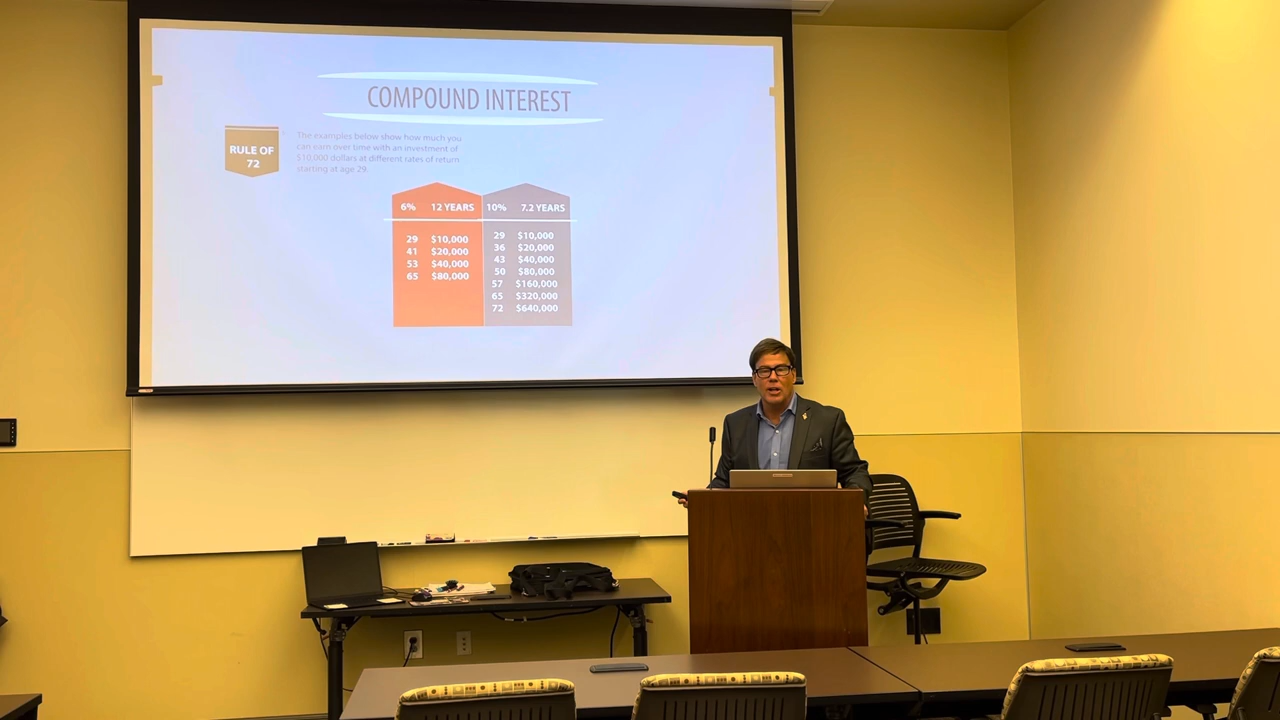 COMPOUND INTEREST
RULE OF
72
The examples below show how much you
can earn over time with an investment of
$10,000 dollars at different rates of return
starting at age 29.
6% 12 YEARS
29 $10,000
41 $20,000
53 $40,000
65 $80,000
10% 7.2 YEARS
29 $10,000
36 $20,000
43 $40,000
50 $80,000
57 $160,000
65 $320,000
72 $640,000